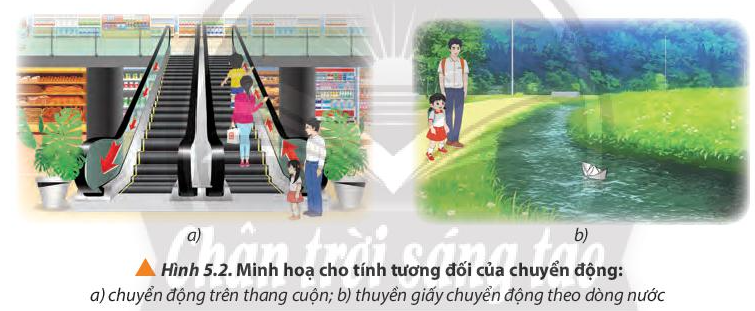 a)
b)
Chân trời sáng tạo
Hình 5.2. Minh hoạ cho tính tương đối của chuyển động:
a) chuyển động trên thang cuộn; b) thuyền giấy chuyển động theo dòng nước